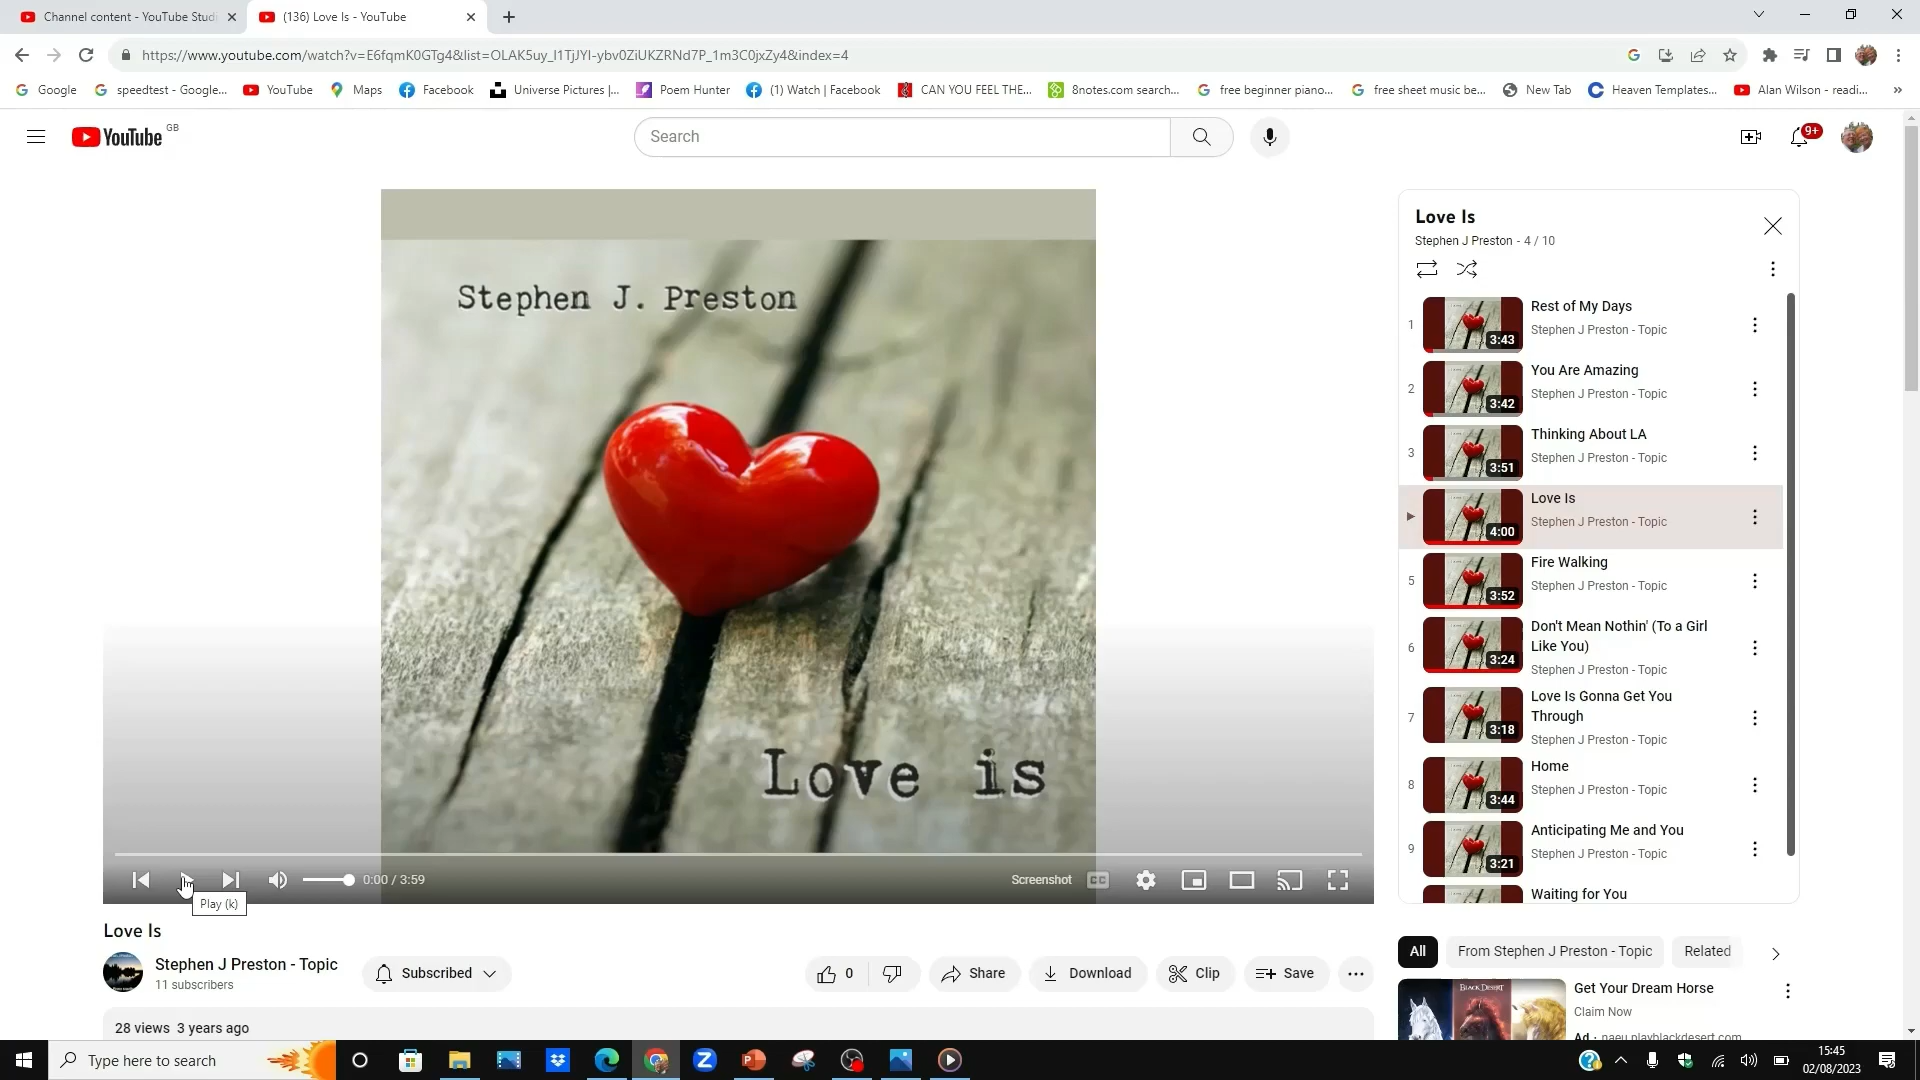 Channel content - YouTube Studi
(136) Love Is - YouTube
https://www.youtube.com/watch?v=E6fqmK0GTg4&list=OLAK5uy_l1TjJYI-ybv0ZiUKZRNd7P_1m3C0jxZy4&index=4
Google
speedtest - Google...
YouTube
Maps
Facebook
Universe Pictures |...
Poem Hunter
(1) Watch | Facebook
CAN YOU FEEL THE...
8notes.com search...
free beginner piano...
free sheet music be...
New Tab
Heaven Templates...
Alan Wilson - readi...
»
YouTube GB
Search
9+
Stephen J. Preston
Love is
0:00 / 3:59
Screenshot
CC
Play (k)
Love Is
Stephen J Preston - Topic
11 subscribers
Subscribed
0
Share
Download
Clip
Save
28 views 3 years ago
Love Is
Stephen J Preston - 4 / 10
1
3:43
Rest of My Days
Stephen J Preston - Topic
2
3:42
You Are Amazing
Stephen J Preston - Topic
3
3:51
Thinking About LA
Stephen J Preston - Topic
4:00
Love Is
Stephen J Preston - Topic
5
3:52
Fire Walking
Stephen J Preston - Topic
6
3:24
Don't Mean Nothin' (To a Girl
Like You)
Stephen J Preston - Topic
7
3:18
Love Is Gonna Get You
Through
Stephen J Preston - Topic
8
3:44
Home
Stephen J Preston - Topic
9
3:21
Anticipating Me and You
Stephen J Preston - Topic
Waiting for You
All
From Stephen J Preston - Topic
Related
BLACK DESERT
Get Your Dream Horse
Claim Now
Ad · naeu.playblackdesert.com
Type here to search
15:45
02/08/2023